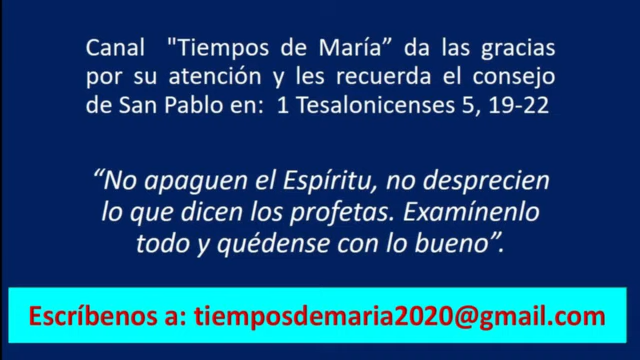 Canal "Tiempos de María” da las gracias
por su atención y les recuerda el consejo
de San Pablo en: 1 Tesalonicenses 5, 19-22
“No apaguen el Espíritu, no desprecien
lo que dicen los profetas. Examínenlo
todo y quédense con lo bueno”.
Escríbenos a: tiemposdemaria2020@gmail.com